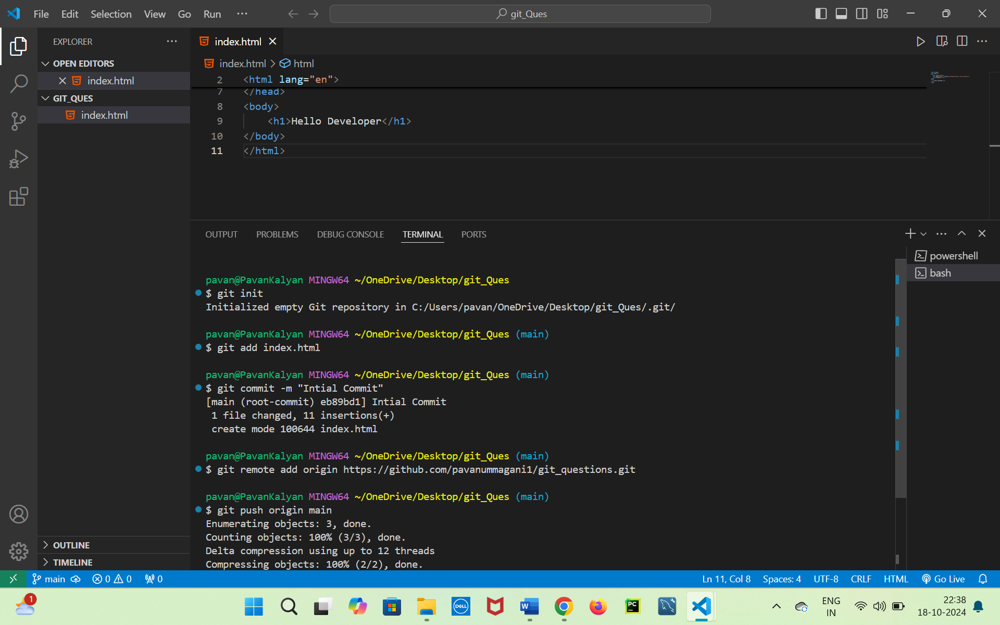 File Edit Selection View Go Run ··· git_Ques
EXPLORER ···
OPEN EDITORS
index.html
GIT_QUES
index.html
OUTLINE
TIMELINE
index.html
index.html > html
2 <html lang="en">
7 </head>
8 <body>
9 <h1>Hello Developer</h1>
10 </body>
11 </html>
OUTPUT PROBLEMS DEBUG CONSOLE TERMINAL PORTS
powershell
bash
pavan@PavanKalyan MINGW64 ~/OneDrive/Desktop/git_Ques
$ git init
Initialized empty Git repository in C:/Users/pavan/OneDrive/Desktop/git_Ques/.git/
pavan@PavanKalyan MINGW64 ~/OneDrive/Desktop/git_Ques (main)
$ git add index.html
pavan@PavanKalyan MINGW64 ~/OneDrive/Desktop/git_Ques (main)
$ git commit -m "Intial Commit"
[main (root-commit) eb89bd1] Intial Commit
1 file changed, 11 insertions(+)
create mode 100644 index.html
pavan@PavanKalyan MINGW64 ~/OneDrive/Desktop/git_Ques (main)
$ git remote add origin https://github.com/pavanummagani1/git_questions.git
pavan@PavanKalyan MINGW64 ~/OneDrive/Desktop/git_Ques (main)
$ git push origin main
Enumerating objects: 3, done.
Counting objects: 100% (3/3), done.
Delta compression using up to 12 threads
Compressing objects: 100% (2/2), done.
main 0 0 0 Ln 11, Col 8 Spaces: 4 UTF-8 CRLF HTML Go Live
1
DELL
W
PC
ENG
IN
22:38
18-10-2024